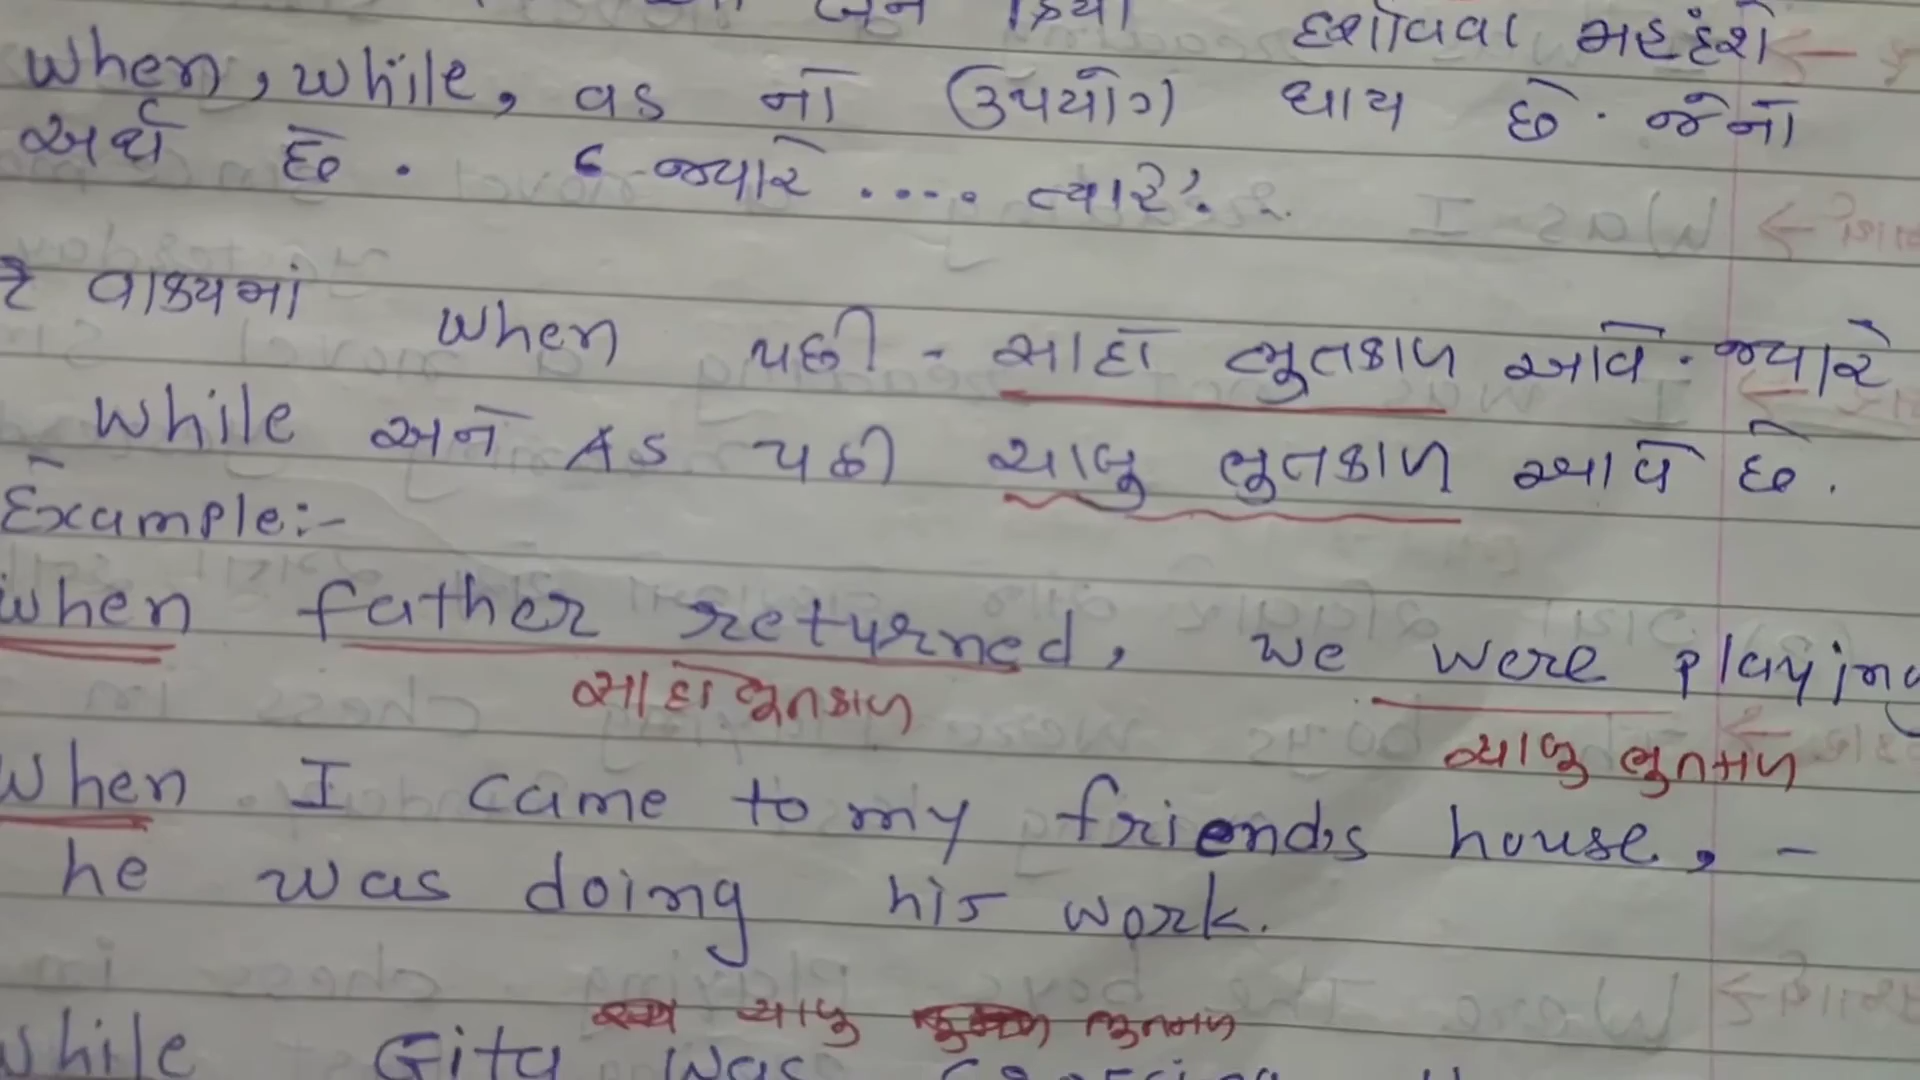 ક્રિયા દર્શાવવા
when, while, as નો ઉપયોગ થાય છે. જેનો
અર્થ છે. ‘જ્યારે .... ત્યારે’.
વાક્યમાં when પછી - સાદો ભુતકાળ આવે. જ્યારે
while અને As પછી ચાલુ ભુતકાળ આવે છે.
Example:-
when father returned, we were playing
સાદો ભુતકાળ
ચાલુ ભુતકાળ
when I came to my friends house, -
he was doing his work.
ચાલુ ભુતકાળ
while Gita was